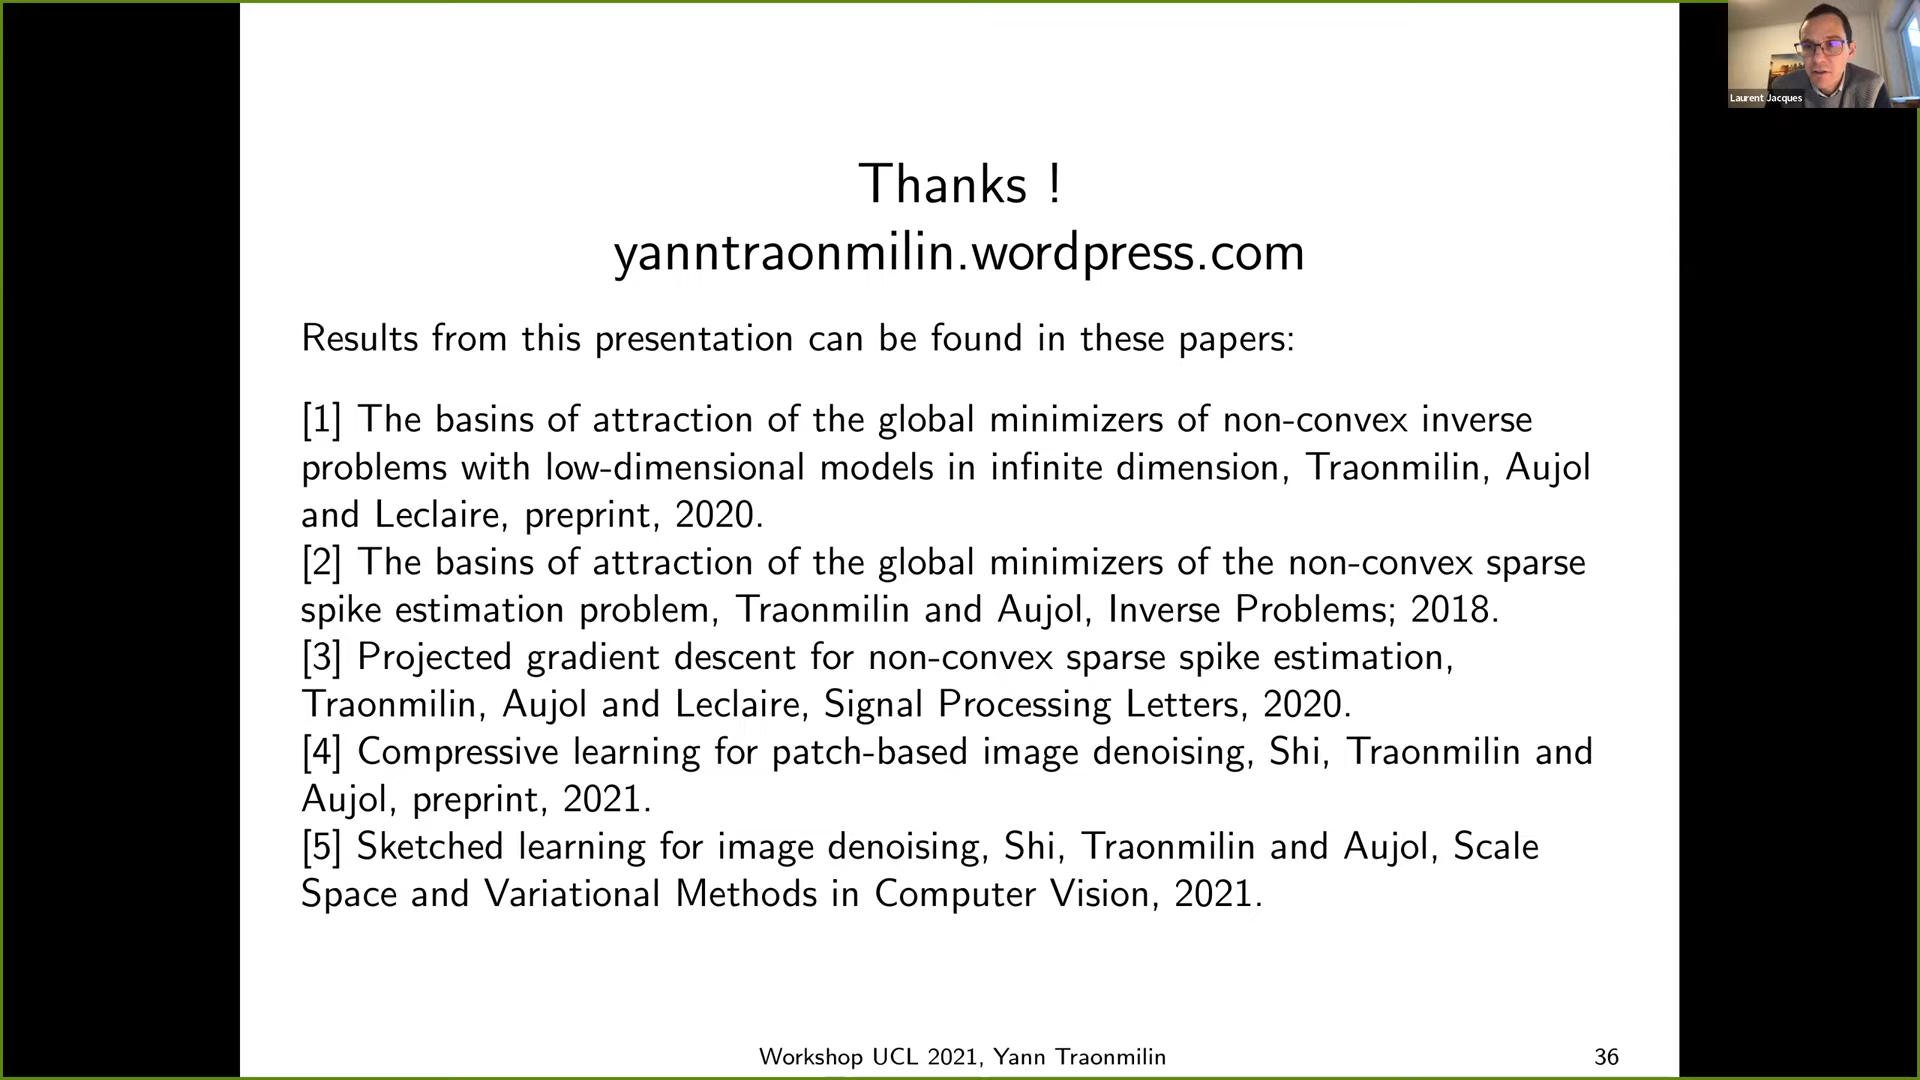 Laurent Jacques
Thanks !
yanntraonmilin.wordpress.com
Results from this presentation can be found in these papers:
[1] The basins of attraction of the global minimizers of non-convex inverse
problems with low-dimensional models in infinite dimension, Traonmilin, Aujol
and Leclaire, preprint, 2020.
[2] The basins of attraction of the global minimizers of the non-convex sparse
spike estimation problem, Traonmilin and Aujol, Inverse Problems; 2018.
[3] Projected gradient descent for non-convex sparse spike estimation,
Traonmilin, Aujol and Leclaire, Signal Processing Letters, 2020.
[4] Compressive learning for patch-based image denoising, Shi, Traonmilin and
Aujol, preprint, 2021.
[5] Sketched learning for image denoising, Shi, Traonmilin and Aujol, Scale
Space and Variational Methods in Computer Vision, 2021.
Workshop UCL 2021, Yann Traonmilin
36